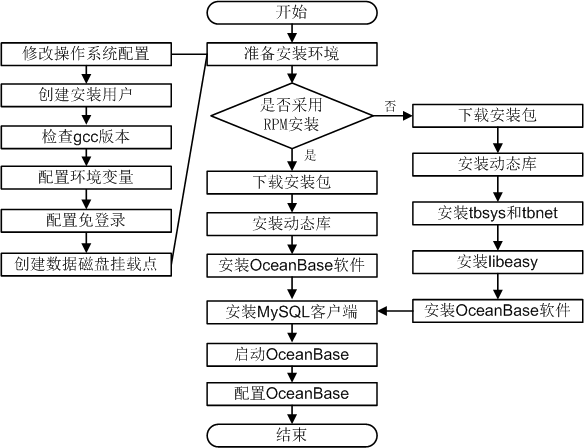 开始
准备安装环境
修改操作系统配置
创建安装用户
检查gcc版本
配置环境变量
配置免登录
创建数据磁盘挂载点
是否采用
RPM安装
否
是
下载安装包
安装动态库
安装OceanBase软件
下载安装包
安装动态库
安装tbsys和tbnet
安装libeasy
安装OceanBase软件
安装MySQL客户端
启动OceanBase
配置OceanBase
结束